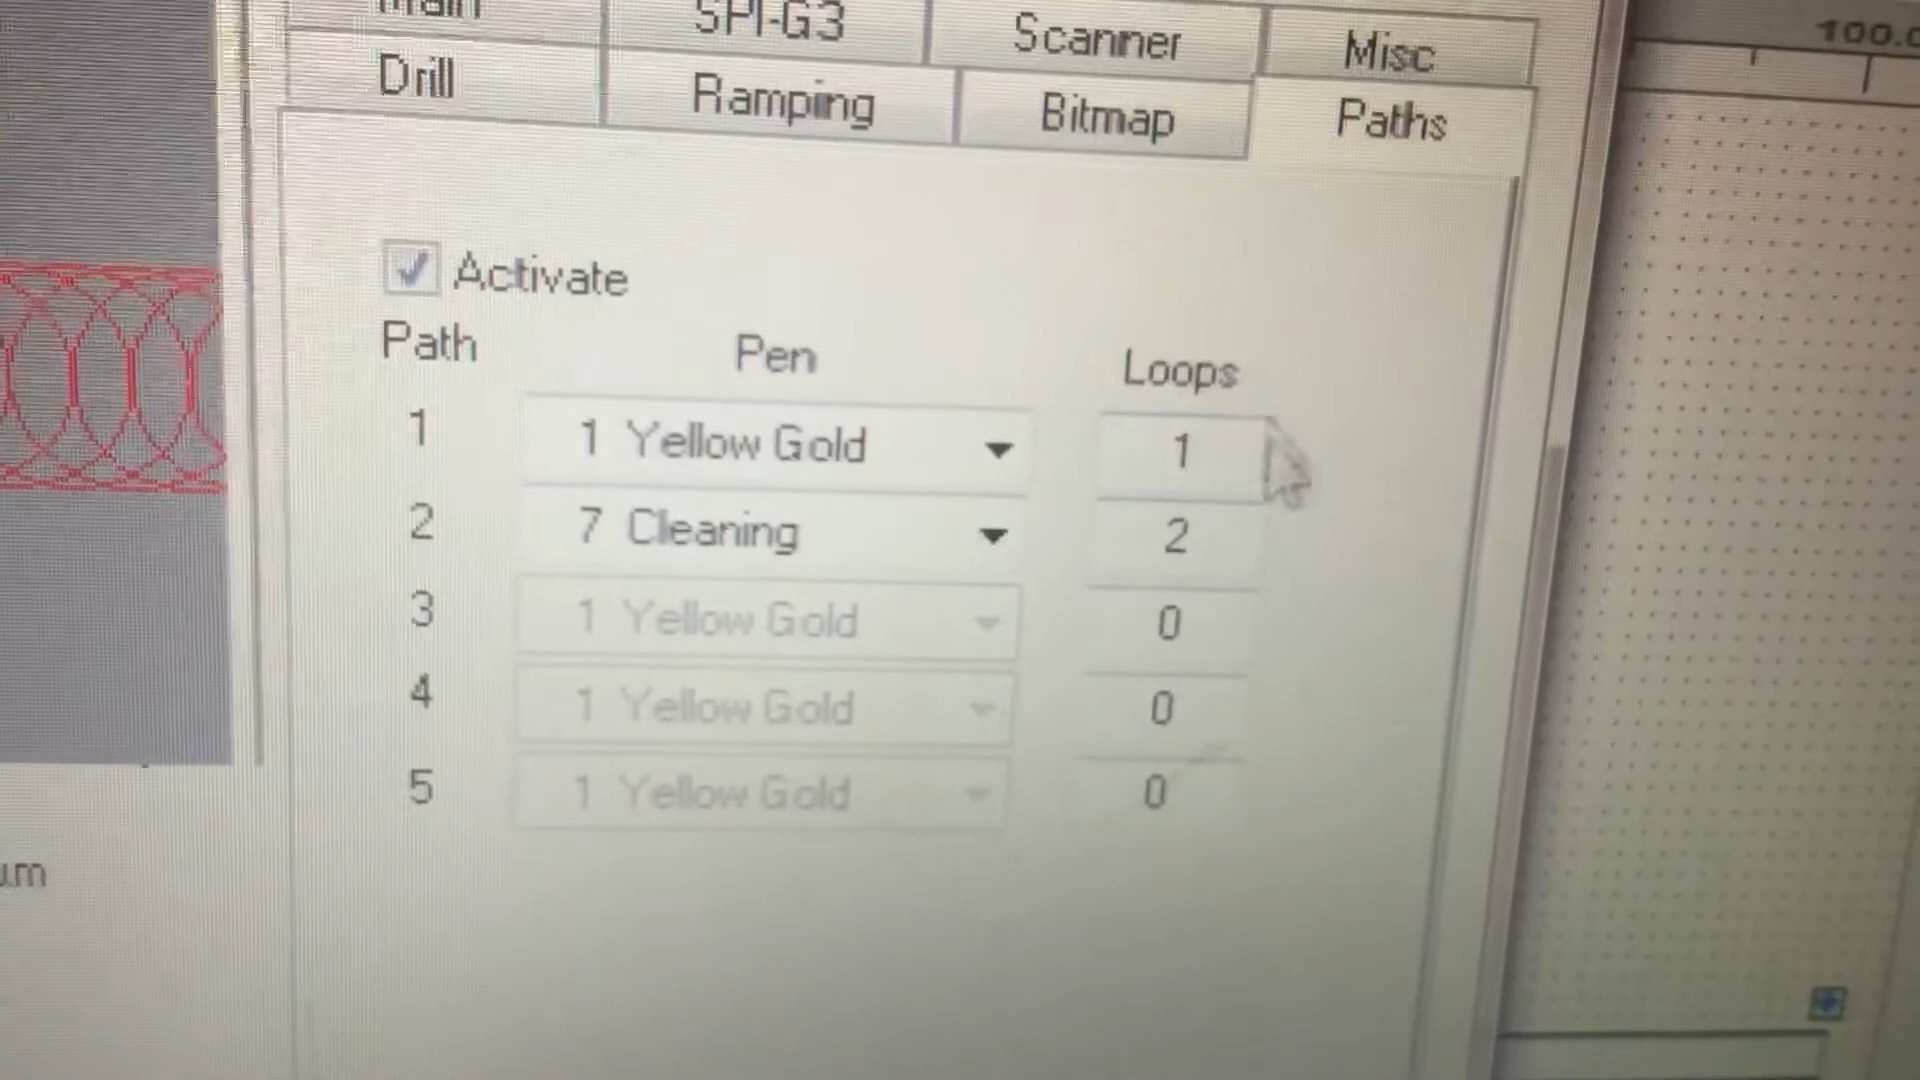 Main SPI-G3 Scanner Misc
Drill Ramping Bitmap Paths
Activate
Path Pen Loops
1 1 Yellow Gold 1
2 7 Cleaning 2
3 1 Yellow Gold 0
4 1 Yellow Gold 0
5 1 Yellow Gold 0